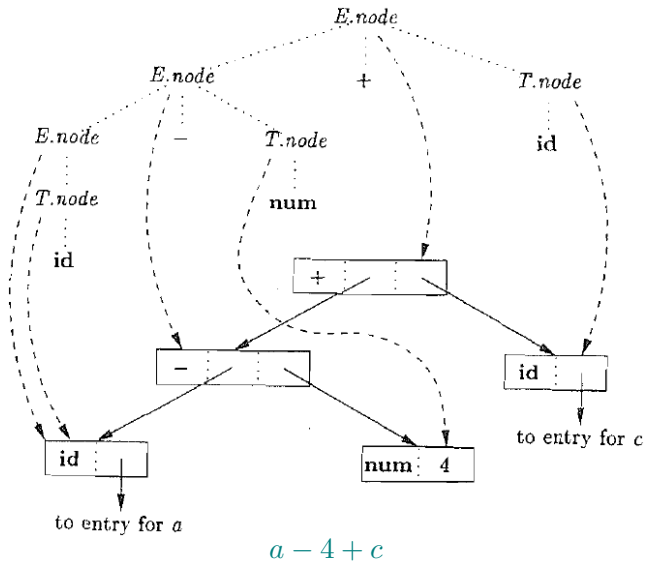 E.node
E.node + T.node
E.node − T.node id
T.node num
id
+
− id
to entry for c
id num 4
to entry for a
a − 4 + c